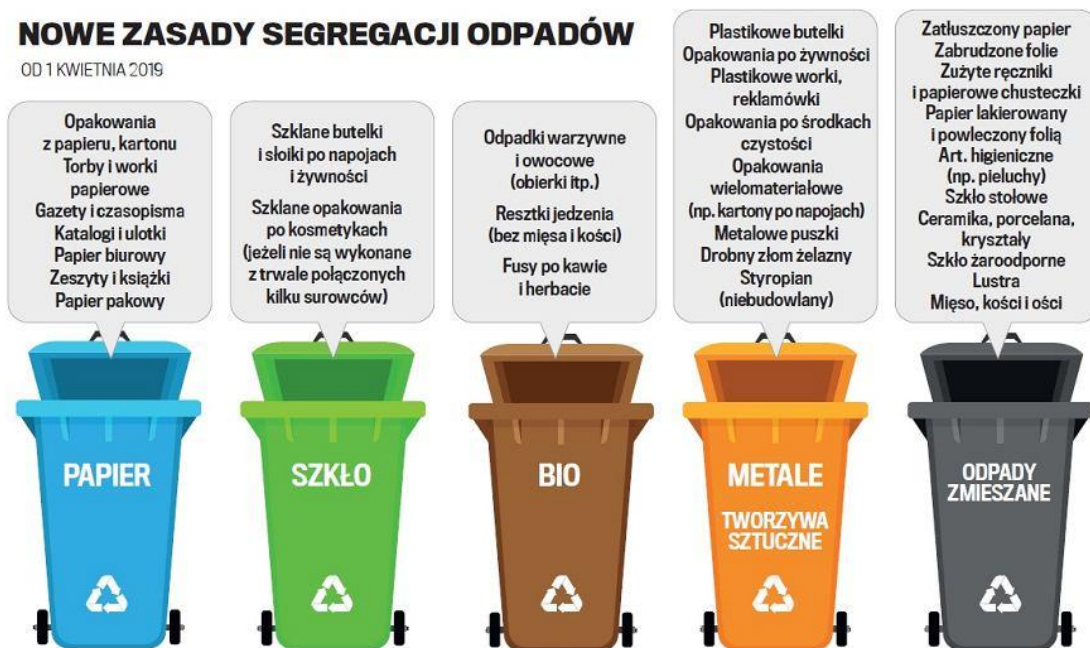 NOWE ZASADY SEGREGACJI ODPADÓW
OD 1 KWIETNIA 2019
Opakowania
z papieru, kartonu
Torby i worki
papierowe
Gazety i czasopisma
Katalogi i ulotki
Papier biurowy
Zeszyty i książki
Papier pakowy
PAPIER
Szklane butelki
i słoiki po napojach
i żywności
Szklane opakowania
po kosmetykach
(jeżeli nie są wykonane
z trwale połączonych
kilku surowców)
SZKŁO
Odpadki warzywne
i owocowe
(obierki itp.)
Resztki jedzenia
(bez mięsa i kości)
Fusy po kawie
i herbacie
BIO
Plastikowe butelki
Opakowania po żywności
Plastikowe worki,
reklamówki
Opakowania po środkach
czystości
Opakowania
wielomateriałowe
(np. kartony po napojach)
Metalowe puszki
Drobny złom żelazny
Styropian
(niebudowlany)
METALE
TWORZYWA
SZTUCZNE
Zatłuszczony papier
Zabrudzone folie
Zużyte ręczniki
i papierowe chusteczki
Papier lakierowany
i powleczony folią
Art. higieniczne
(np. pieluchy)
Szkło stołowe
Ceramika, porcelana,
kryształy
Szkło żaroodporne
Lustra
Mięso, kości i ości
ODPADY
ZMIESZANE